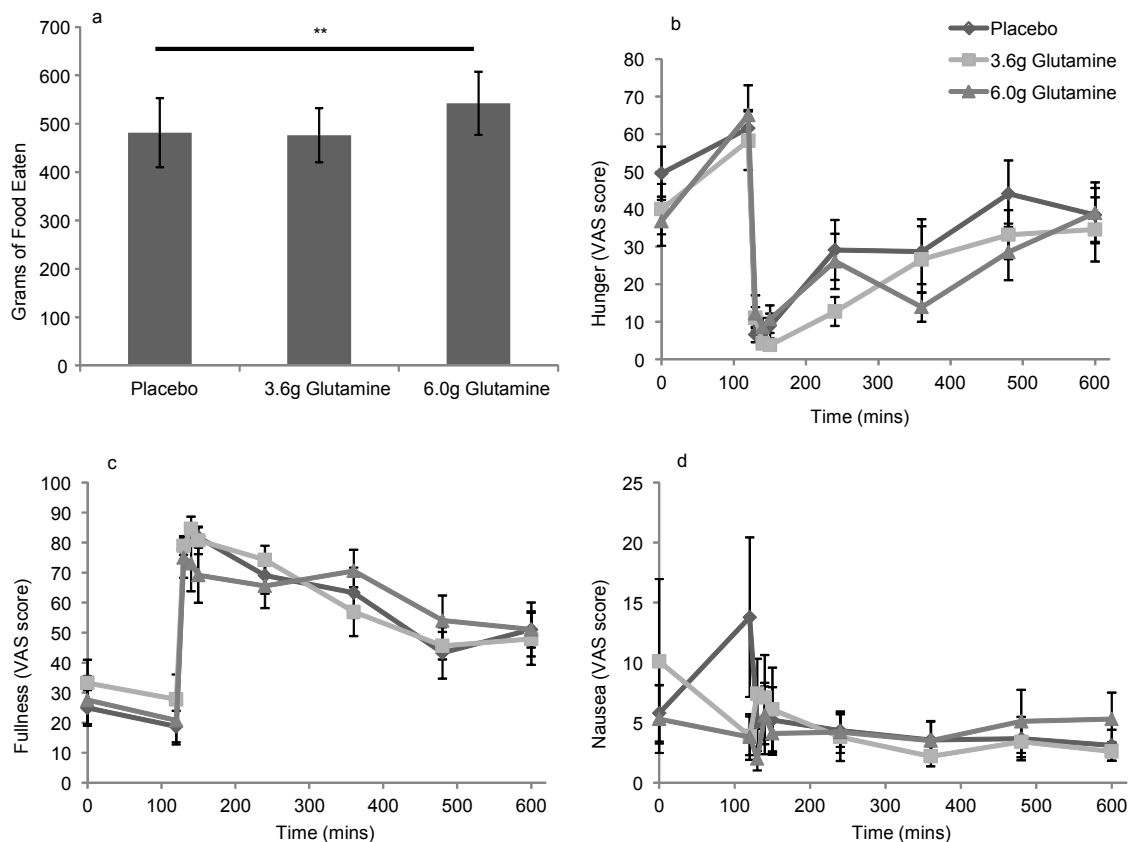 a
**
Grams of Food Eaten
700
600
500
400
300
200
100
0
Placebo 3.6g Glutamine 6.0g Glutamine
b
Placebo
3.6g Glutamine
6.0g Glutamine
Hunger (VAS score)
80
70
60
50
40
30
20
10
0
0 100 200 300 400 500 600
Time (mins)
c
Fullness (VAS score)
100
90
80
70
60
50
40
30
20
10
0
0 100 200 300 400 500 600
Time (mins)
d
Nausea (VAS score)
25
20
15
10
5
0
0 100 200 300 400 500 600
Time (mins)